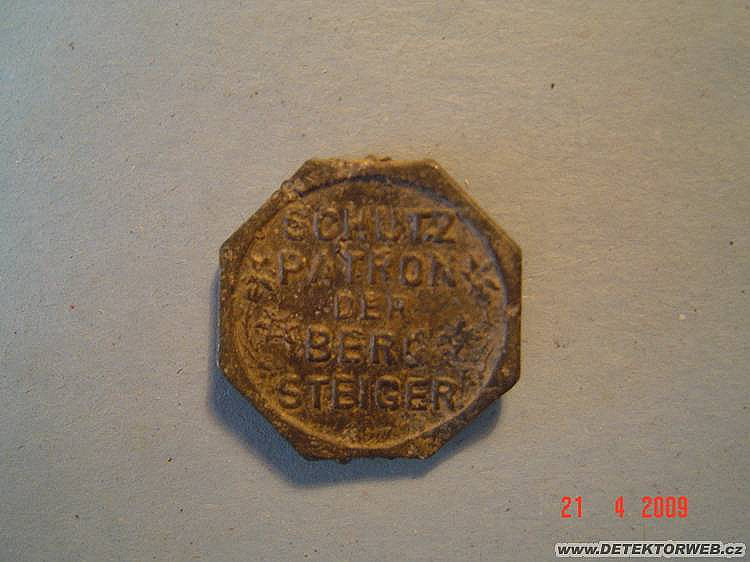 SCHUTZ
PATRON
DER
BERG
STEIGER
21 4 2009
www.DETEKTORWEB.cz